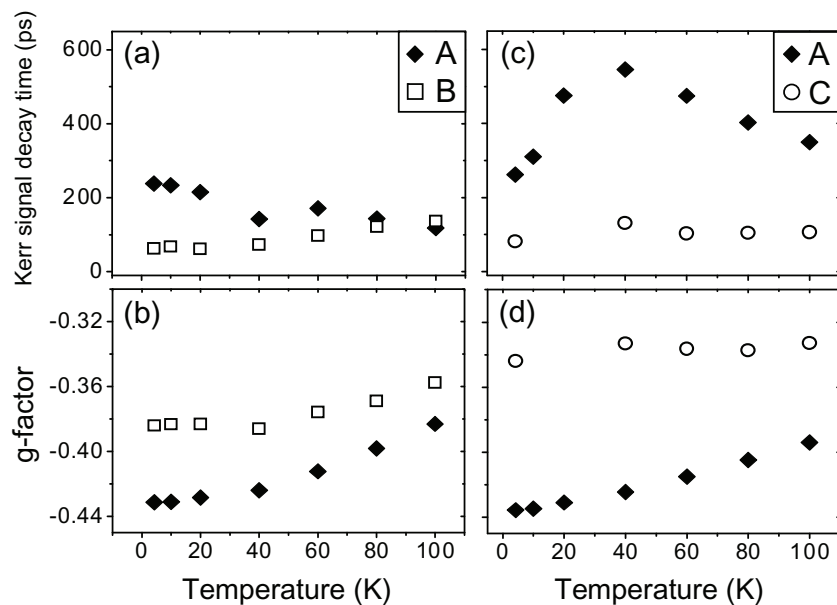 Kerr signal decay time (ps)
600
400
200
0
(a)
A
B
(c)
A
C
g-factor
-0.32
-0.36
-0.40
-0.44
(b)
(d)
0 20 40 60 80 100
0 20 40 60 80 100
Temperature (K)
Temperature (K)